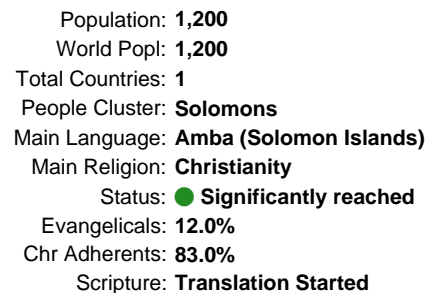 Population: 1,200
World Popl: 1,200
Total Countries: 1
People Cluster: Solomons
Main Language: Amba (Solomon Islands)
Main Religion: Christianity
Status: Significantly reached
Evangelicals: 12.0%
Chr Adherents: 83.0%
Scripture: Translation Started